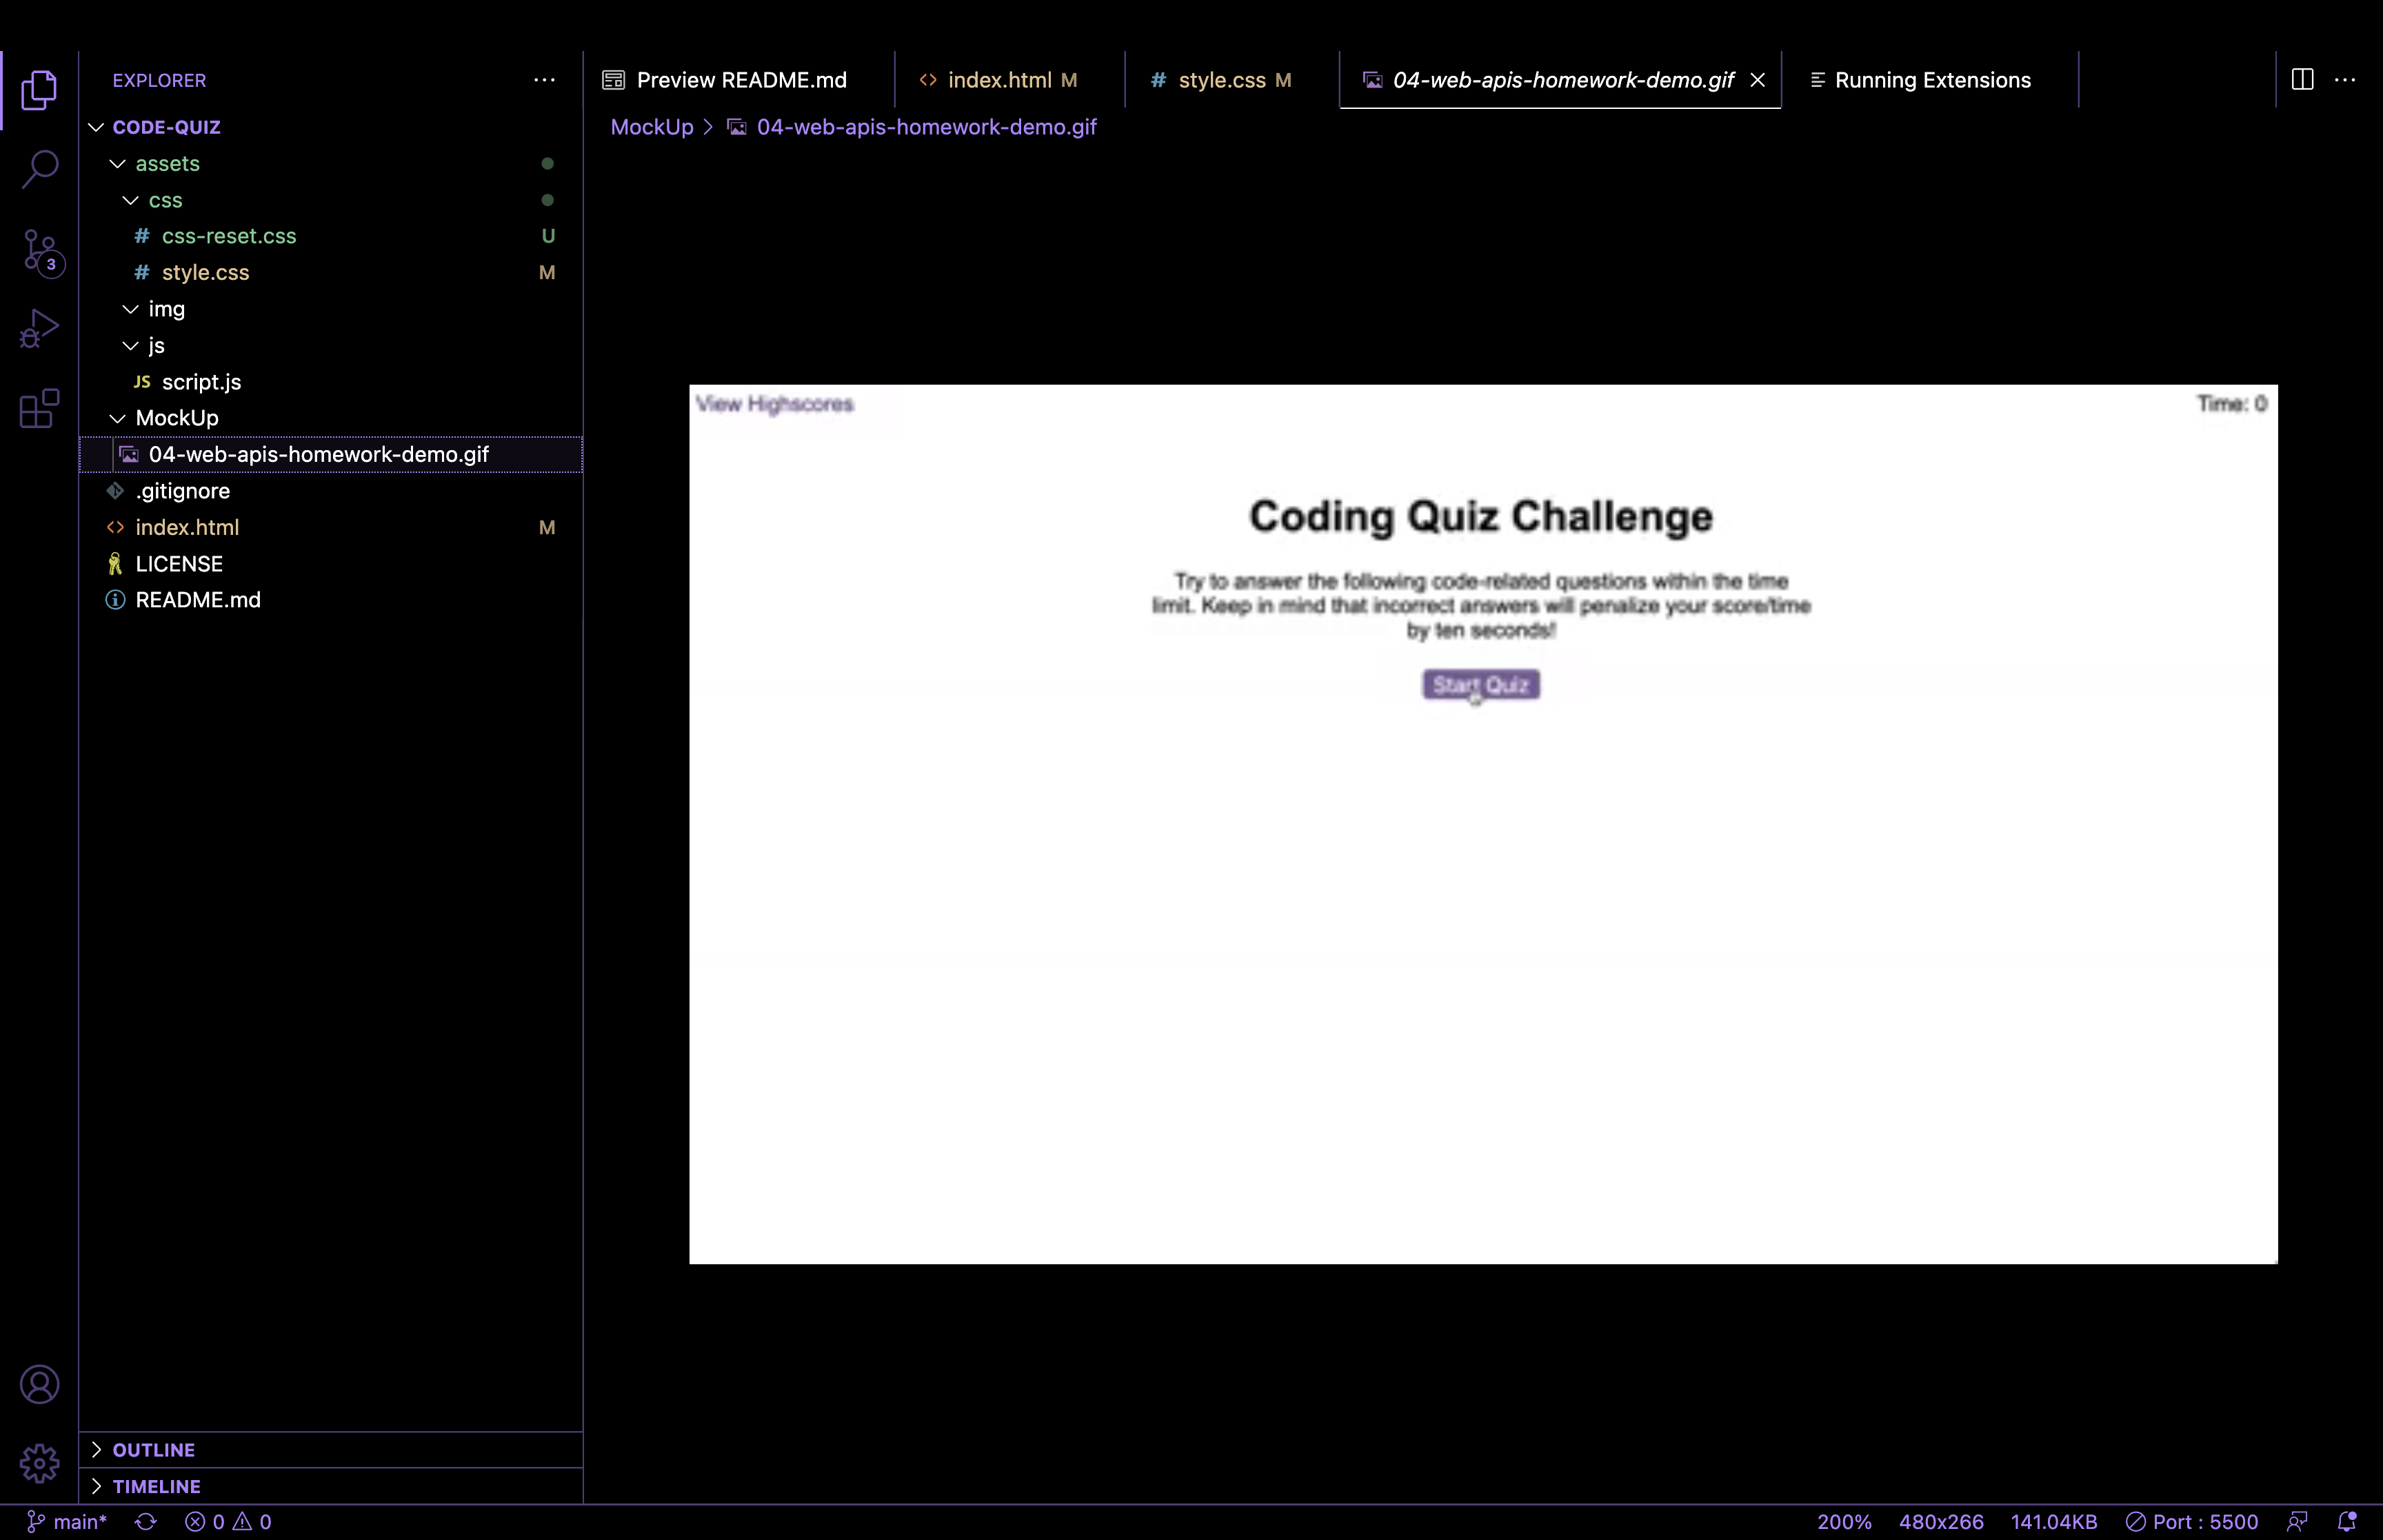 EXPLORER
CODE-QUIZ
assets
css
# css-reset.css U
# style.css M
img
js
JS script.js
MockUp
04-web-apis-homework-demo.gif
.gitignore
<> index.html M
LICENSE
README.md
OUTLINE
TIMELINE
3
Preview README.md
<> index.html M
# style.css M
04-web-apis-homework-demo.gif
Running Extensions
MockUp > 04-web-apis-homework-demo.gif
View Highscores
Time: 0
Coding Quiz Challenge
Try to answer the following code-related questions within the time
limit. Keep in mind that incorrect answers will penalize your score/time
by ten seconds!
Start Quiz
main* 0 0
200% 480x266 141.04KB Port : 5500